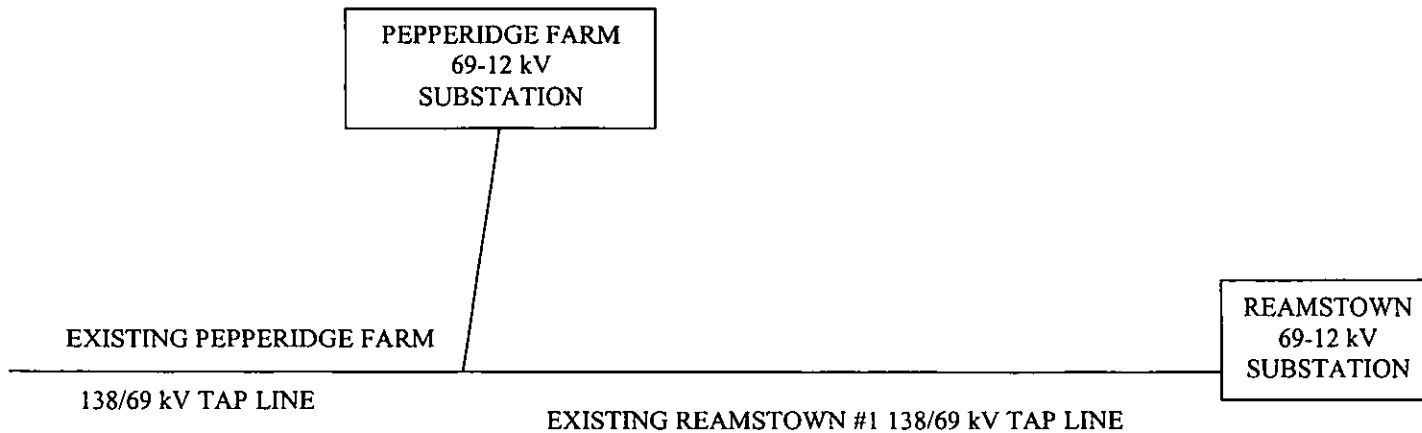 PEPPERIDGE FARM
69-12 kV
SUBSTATION
REAMSTOWN
69-12 kV
SUBSTATION
EXISTING PEPPERIDGE FARM
138/69 kV TAP LINE
EXISTING REAMSTOWN #1 138/69 kV TAP LINE